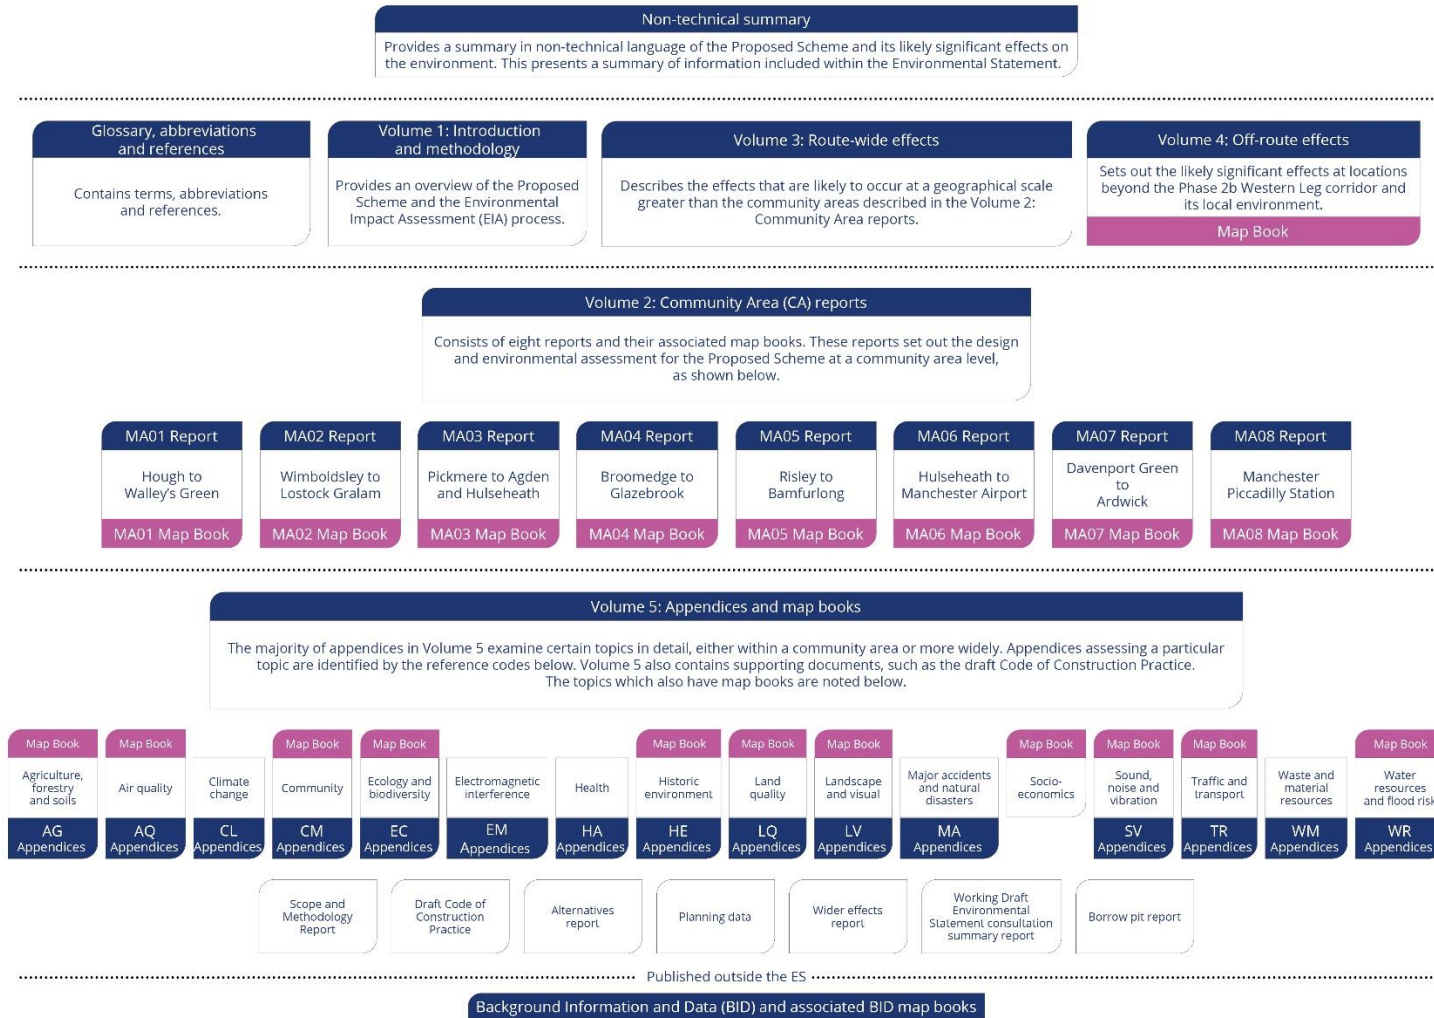 Non-technical summary
Provides a summary in non-technical language of the Proposed Scheme and its likely significant effects on
the environment. This presents a summary of information included within the Environmental Statement.
Glossary, abbreviations
and references
Contains terms, abbreviations
and references.
Volume 1: Introduction
and methodology
Provides an overview of the Proposed
Scheme and the Environmental
Impact Assessment (EIA) process.
Volume 3: Route-wide effects
Describes the effects that are likely to occur at a geographical scale
greater than the community areas described in the Volume 2:
Community Area reports.
Volume 4: Off-route effects
Sets out the likely significant effects at locations
beyond the Phase 2b Western Leg corridor and
its local environment.
Map Book
Volume 2: Community Area (CA) reports
Consists of eight reports and their associated map books. These reports set out the design
and environmental assessment for the Proposed Scheme at a community area level,
as shown below.
MA01 Report
Hough to
Walley's Green
MA01 Map Book
MA02 Report
Wimboldsley to
Lostock Gralam
MA02 Map Book
MA03 Report
Pickmere to Agden
and Hulseheath
MA03 Map Book
MA04 Report
Broomedge to
Glazebrook
MA04 Map Book
MA05 Report
Risley to
Bamfurlong
MA05 Map Book
MA06 Report
Hulseheath to
Manchester Airport
MA06 Map Book
MA07 Report
Davenport Green
to
Ardwick
MA07 Map Book
MA08 Report
Manchester
Piccadilly Station
MA08 Map Book
Volume 5: Appendices and map books
The majority of appendices in Volume 5 examine certain topics in detail, either within a community area or more widely. Appendices assessing a particular
topic are identified by the reference codes below. Volume 5 also contains supporting documents, such as the draft Code of Construction Practice.
The topics which also have map books are noted below.
Map Book
Agriculture,
forestry
and soils
AG
Appendices
Map Book
Air quality
AQ
Appendices
Climate
change
CL
Appendices
Map Book
Community
CM
Appendices
Map Book
Ecology and
biodiversity
EC
Appendices
Electromagnetic
interference
EM
Appendices
Health
HA
Appendices
Map Book
Historic
environment
HE
Appendices
Map Book
Land
quality
LQ
Appendices
Map Book
Landscape
and visual
LV
Appendices
Major accidents
and natural
disasters
MA
Appendices
Map Book
Socio-
economics
Map Book
Sound,
noise and
vibration
SV
Appendices
Map Book
Traffic and
transport
TR
Appendices
Waste and
material
resources
WM
Appendices
Map Book
Water
resources
and flood risk
WR
Appendices
Scope and
Methodology
Report
Draft Code of
Construction
Practice
Alternatives
report
Planning data
Wider effects
report
Working Draft
Environmental
Statement consultation
summary report
Borrow pit report
Published outside the ES
Background Information and Data (BID) and associated BID map books